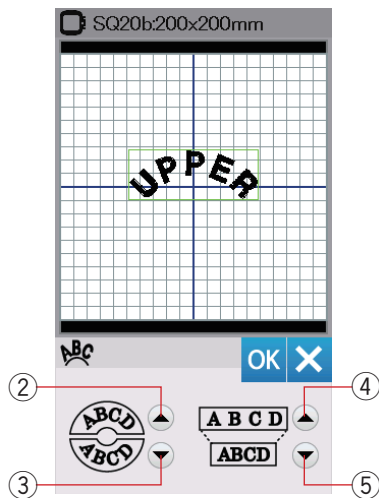 SQ20b:200x200mm
UPPER
ABC
OK
② ABCD A B C D ④
③ ABCD ABCD ⑤